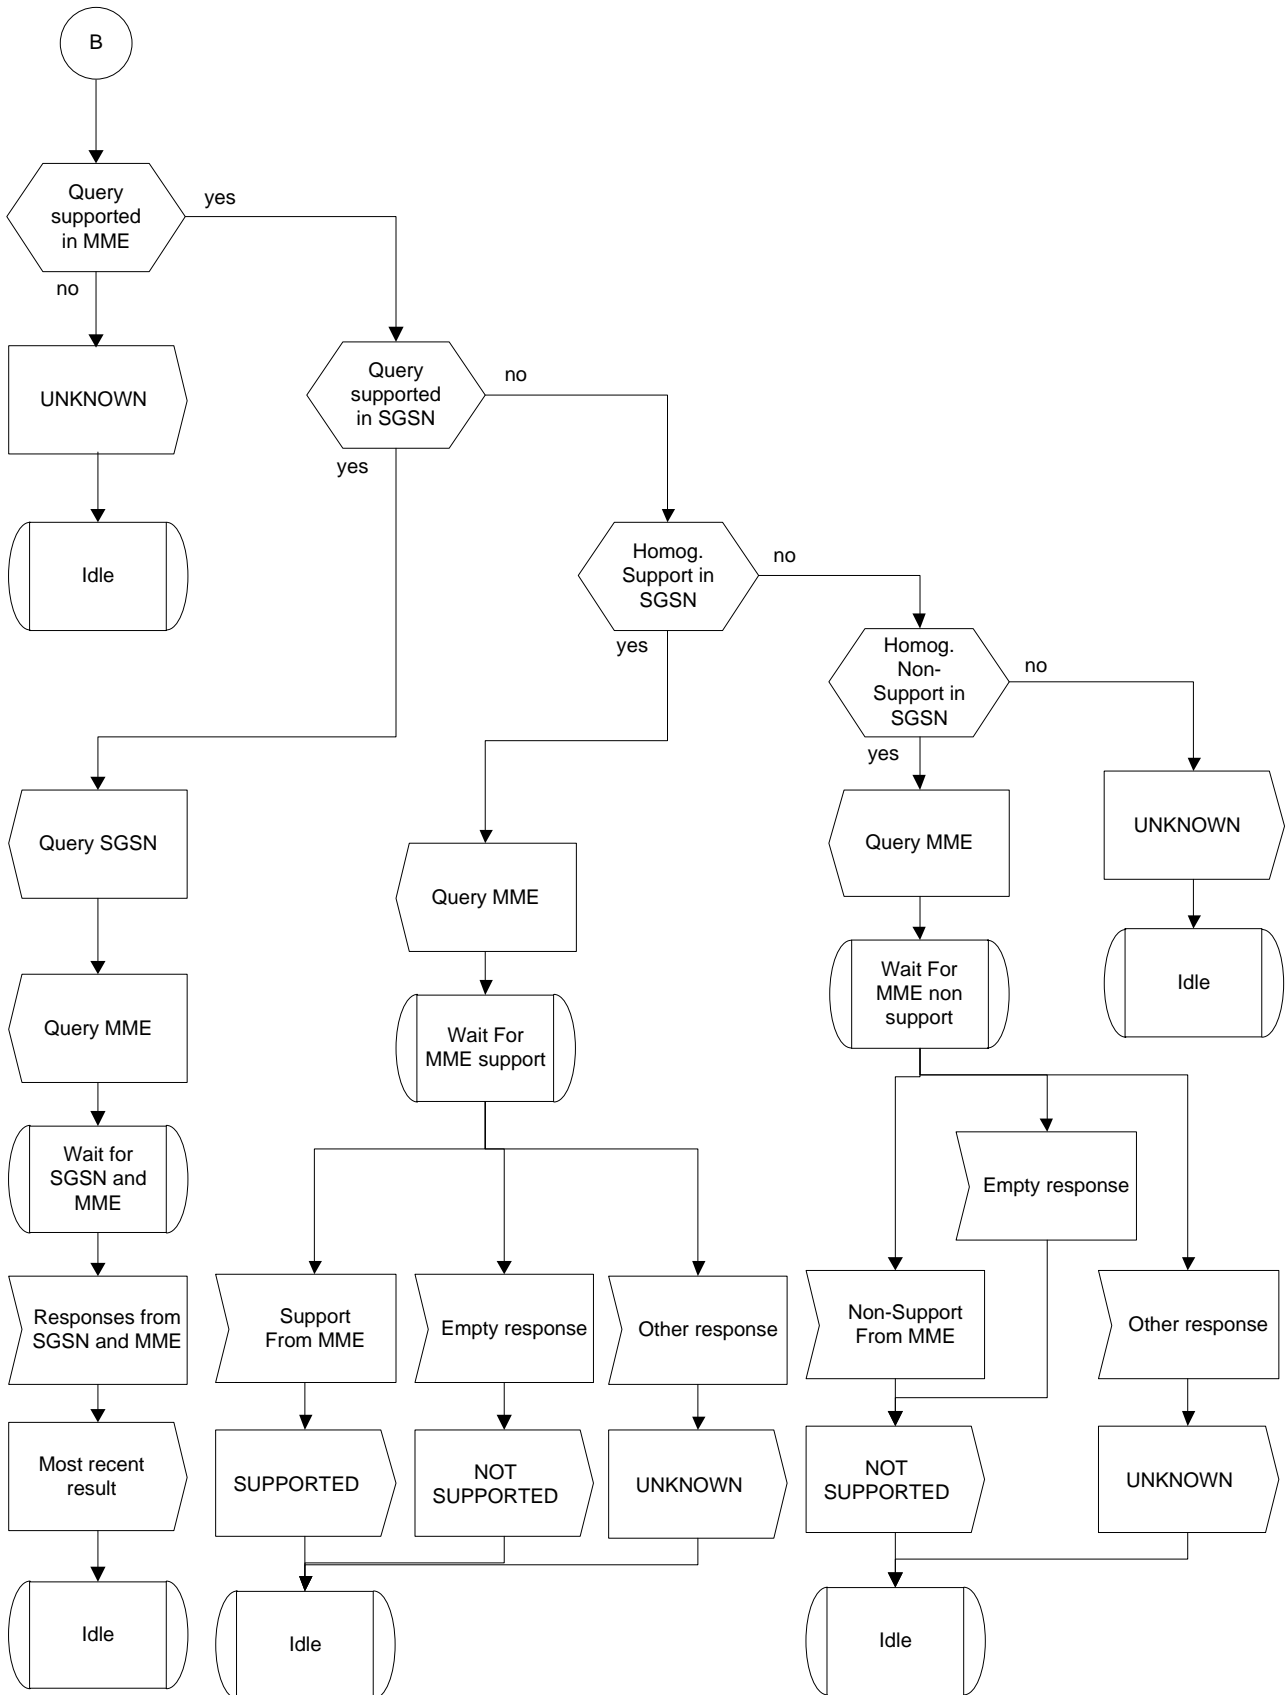 B
Query
supported
in MME
yes
no
UNKNOWN
Idle
Query
supported
in SGSN
no
yes
Homog.
Support in
SGSN
no
yes
Homog.
Non-
Support in
SGSN
no
yes
UNKNOWN
Idle
Query SGSN
Query MME
Wait for
SGSN and
MME
Responses from
SGSN and MME
Most recent
result
Idle
Query MME
Wait For
MME support
Support
From MME
Empty response
Other response
SUPPORTED
NOT
SUPPORTED
UNKNOWN
Idle
Query MME
Wait For
MME non
support
Empty response
Non-Support
From MME
Other response
NOT
SUPPORTED
UNKNOWN
Idle